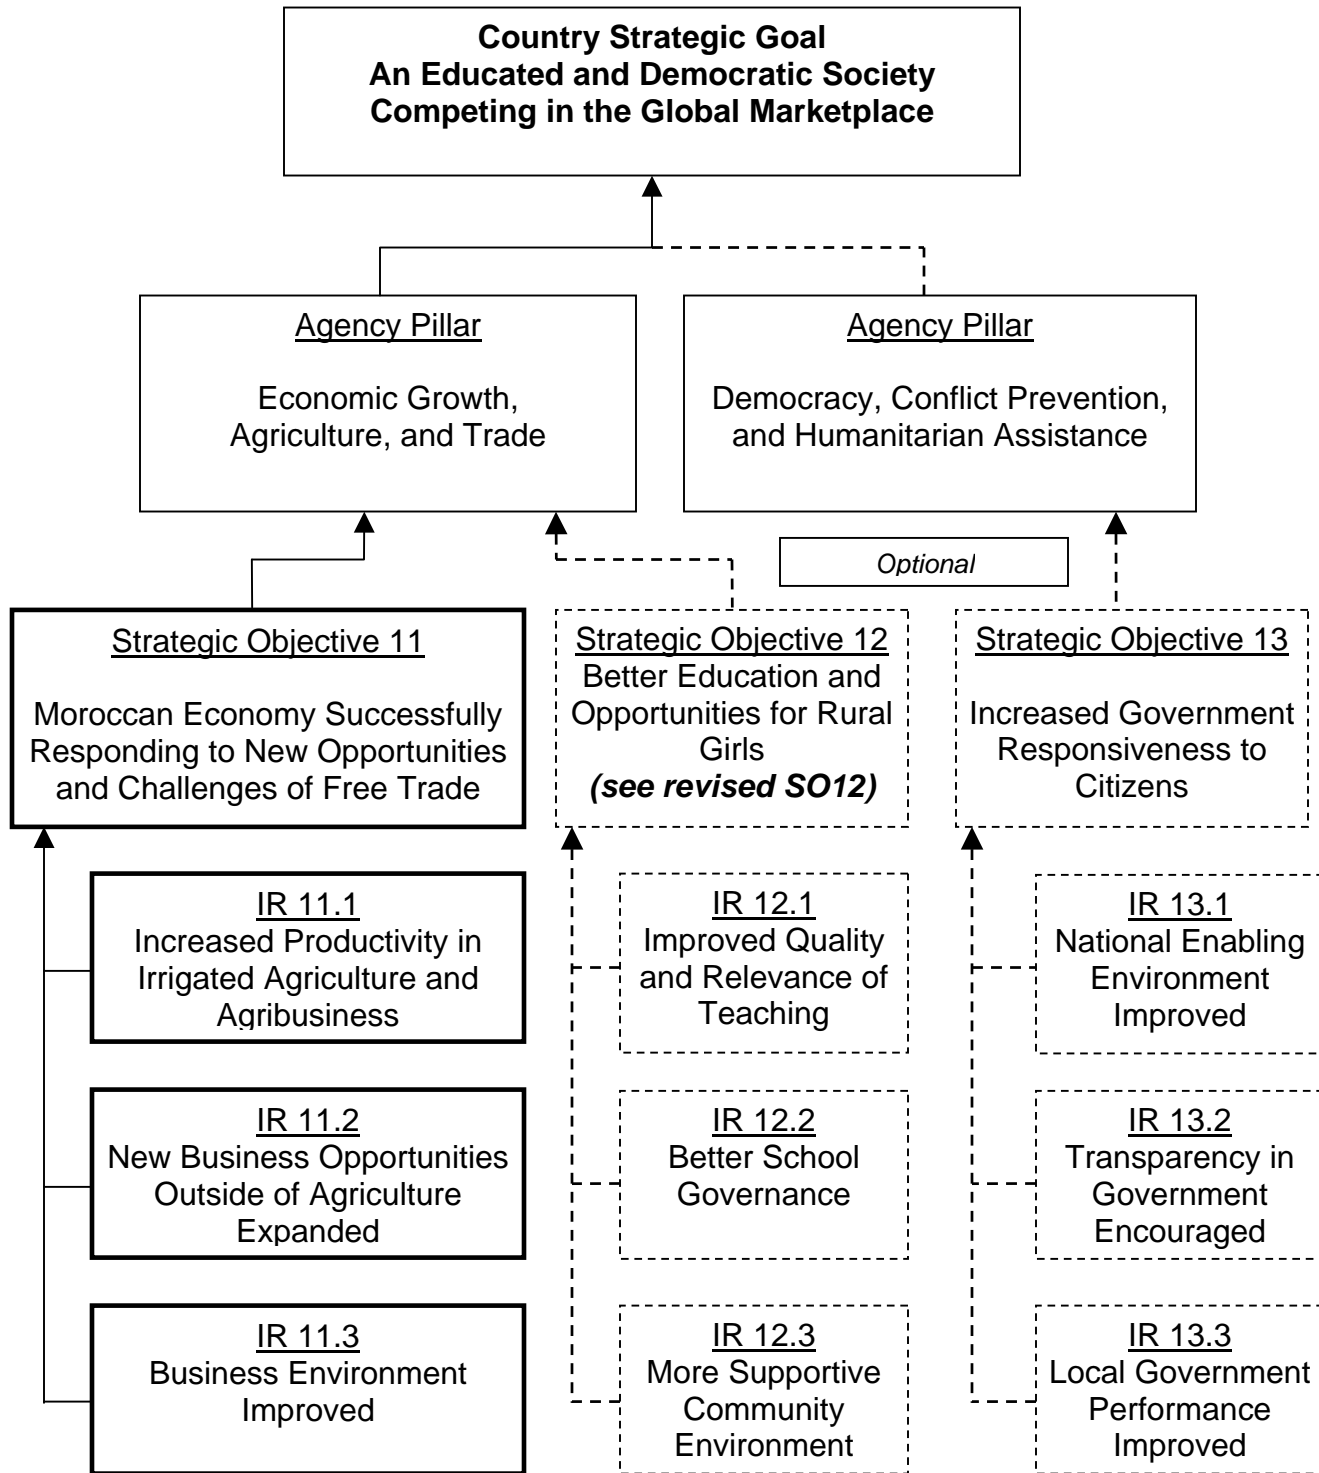 Country Strategic Goal
An Educated and Democratic Society
Competing in the Global Marketplace
Agency Pillar
Economic Growth,
Agriculture, and Trade
Agency Pillar
Democracy, Conflict Prevention,
and Humanitarian Assistance
Optional
Strategic Objective 11
Moroccan Economy Successfully
Responding to New Opportunities
and Challenges of Free Trade
Strategic Objective 12
Better Education and
Opportunities for Rural
Girls
(see revised SO12)
Strategic Objective 13
Increased Government
Responsiveness to
Citizens
IR 11.1
Increased Productivity in
Irrigated Agriculture and
Agribusiness
IR 12.1
Improved Quality
and Relevance of
Teaching
IR 13.1
National Enabling
Environment
Improved
IR 11.2
New Business Opportunities
Outside of Agriculture
Expanded
IR 12.2
Better School
Governance
IR 13.2
Transparency in
Government
Encouraged
IR 11.3
Business Environment
Improved
IR 12.3
More Supportive
Community
Environment
IR 13.3
Local Government
Performance
Improved